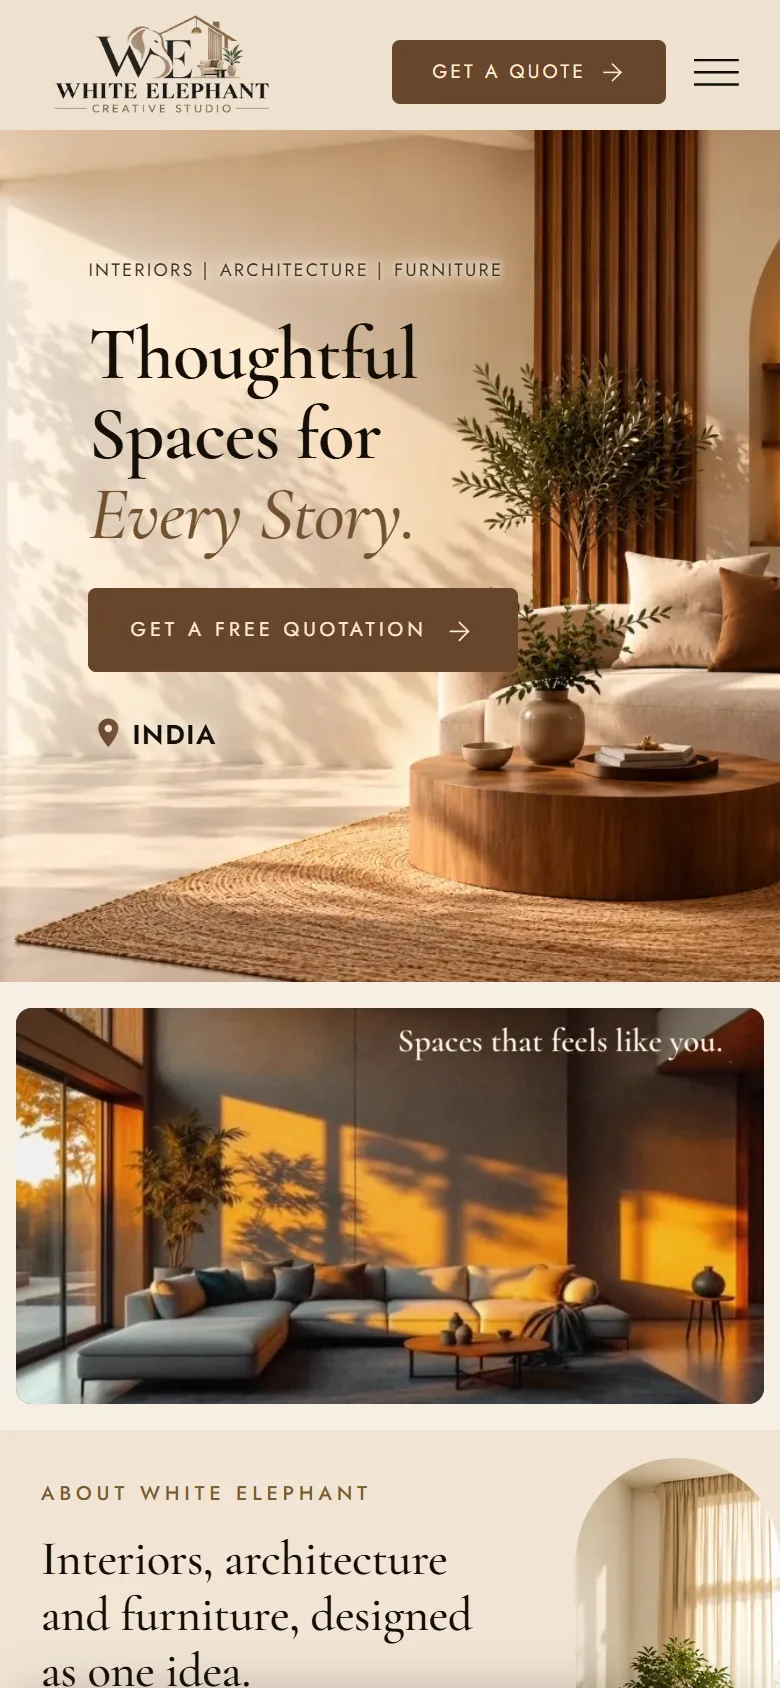 WSE
WHITE ELEPHANT
CREATIVE STUDIO
GET A QUOTE
INTERIORS | ARCHITECTURE | FURNITURE
Thoughtful
Spaces for
Every Story.
GET A FREE QUOTATION
INDIA
Spaces that feels like you.
ABOUT WHITE ELEPHANT
Interiors, architecture
and furniture, designed
as one idea.